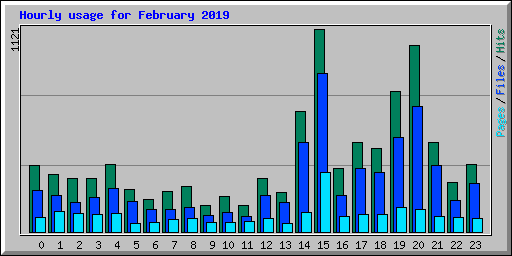 Hourly usage for February 2019
1121
Pages/Files/Hits
0 1 2 3 4 5 6 7 8 9 10 11 12 13 14 15 16 17 18 19 20 21 22 23